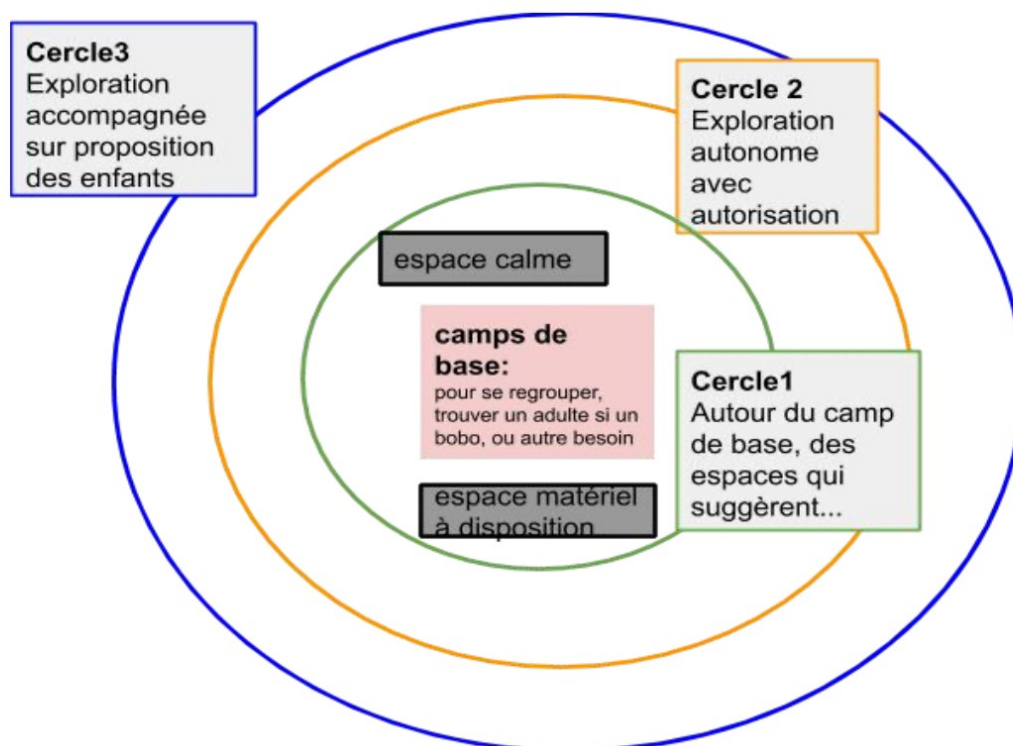 Cercle3
Exploration
accompagnée
sur proposition
des enfants
Cercle 2
Exploration
autonome
avec
autorisation
espace calme
camps de
base:
pour se regrouper,
trouver un adulte si un
bobo, ou autre besoin
Cercle1
Autour du camp
de base, des
espaces qui
suggèrent...
espace matériel
à disposition